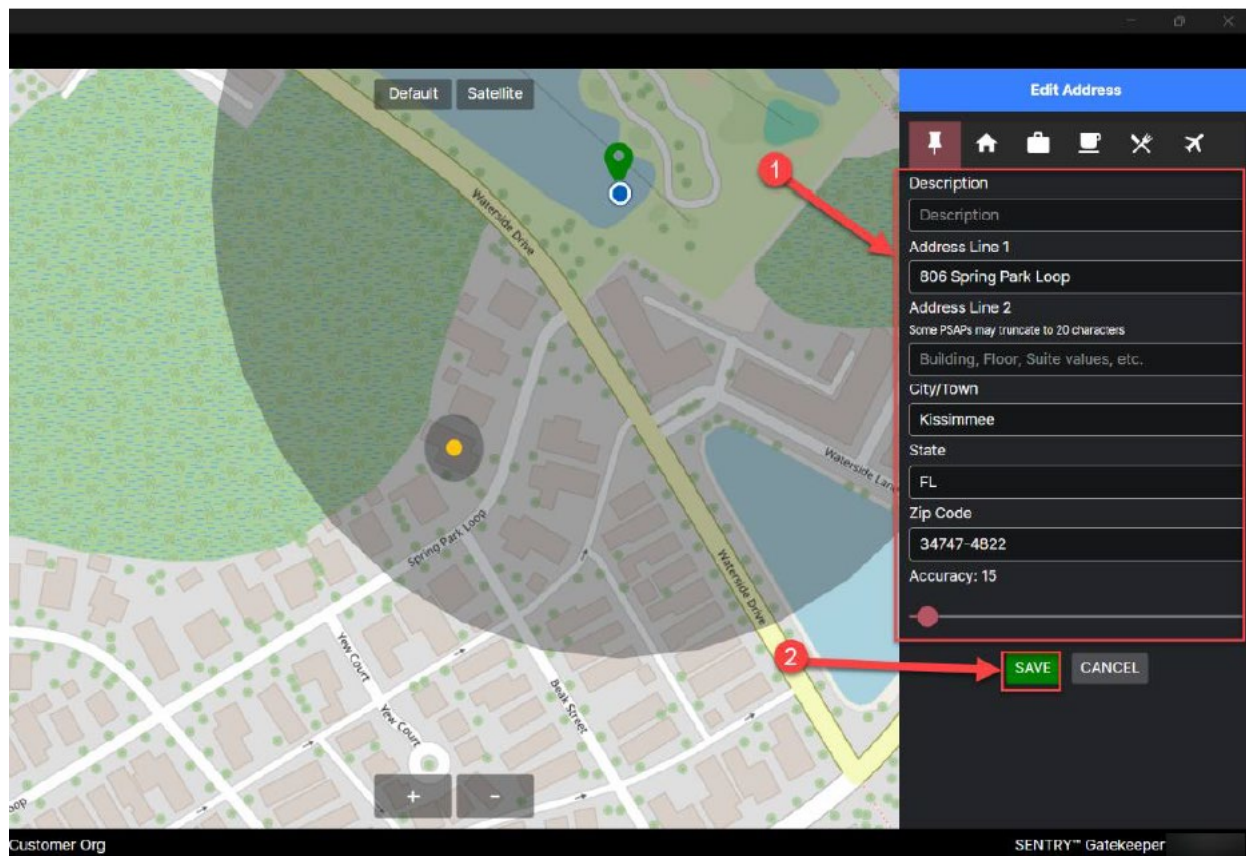 Default Satellite
Edit Address
1
Description
Description
Address Line 1
806 Spring Park Loop
Address Line 2
Some PSAPs may truncate to 20 characters
Building, Floor, Suite values, etc.
City/Town
Kissimmee
State
FL
Zip Code
34747-4822
Accuracy: 15
2
SAVE CANCEL
Waterside Drive
Waterside Lan
Spring Park Loop
Waterside Drive
Yew Court
Beak Street
Yew Court
oop
+ -
Customer Org
SENTRY™ Gatekeeper